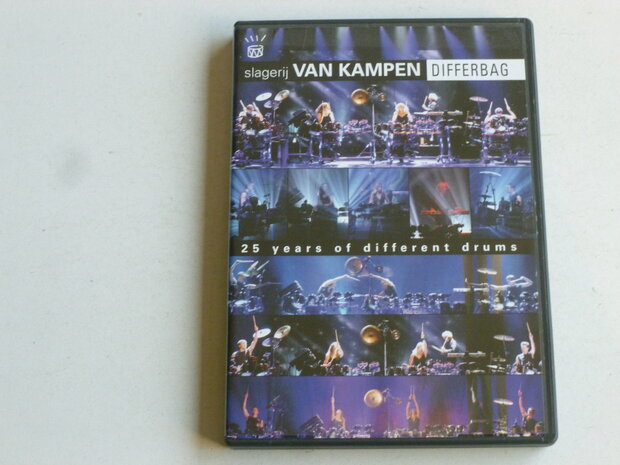 slagerij VAN KAMPEN DIFFERBAG
25 years of different drums